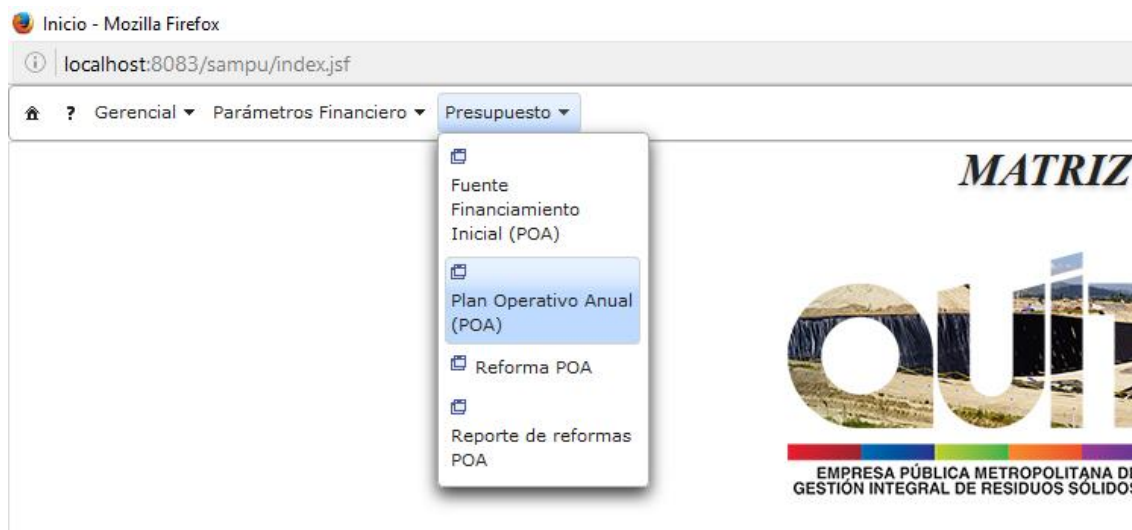 Inicio - Mozilla Firefox
localhost:8083/sampu/index.jsf
? Gerencial Parámetros Financiero Presupuesto
Fuente
Financiamiento
Inicial (POA)
Plan Operativo Anual
(POA)
Reforma POA
Reporte de reformas
POA
MATRIZ
EMPRESA PÚBLICA METROPOLITANA
GESTIÓN INTEGRAL DE RESIDUOS SÓLIDOS